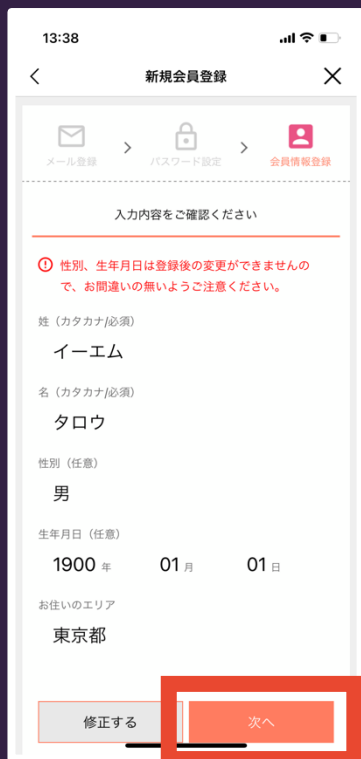 13:38
新規会員登録
メール登録
パスワード設定
会員情報登録
入力内容をご確認ください
性別、生年月日は登録後の変更ができませんの
で、お間違いの無いようご注意ください。
姓（カタカナ/必須）
イーエム
名（カタカナ/必須）
タロウ
性別（任意）
男
生年月日（任意）
1900 年 01 月 01 日
お住いのエリア
東京都
修正する
次へ